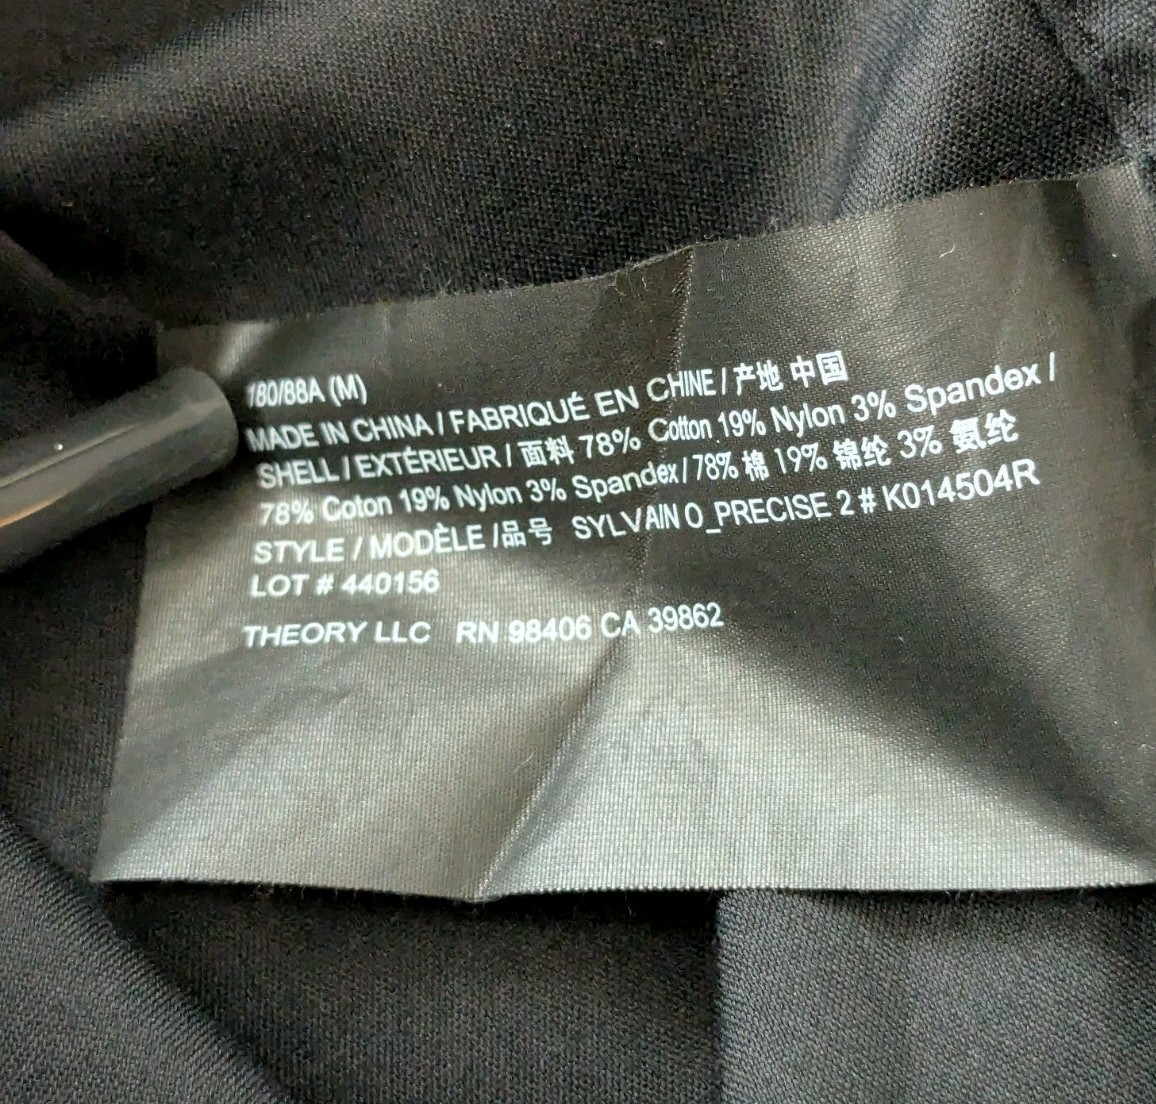 180/88A (M)
MADE IN CHINA / FABRIQUÉ EN CHINE / 产地 中国
SHELL / EXTÉRIEUR / 面料 78% Cotton 19% Nylon 3% Spandex /
78% Coton 19% Nylon 3% Spandex / 78% 棉 19% 锦纶 3% 氨纶
STYLE / MODÈLE / 品号 SYLVAIN O_PRECISE 2 # K014504R
LOT # 440156
THEORY LLC RN 98406 CA 39862